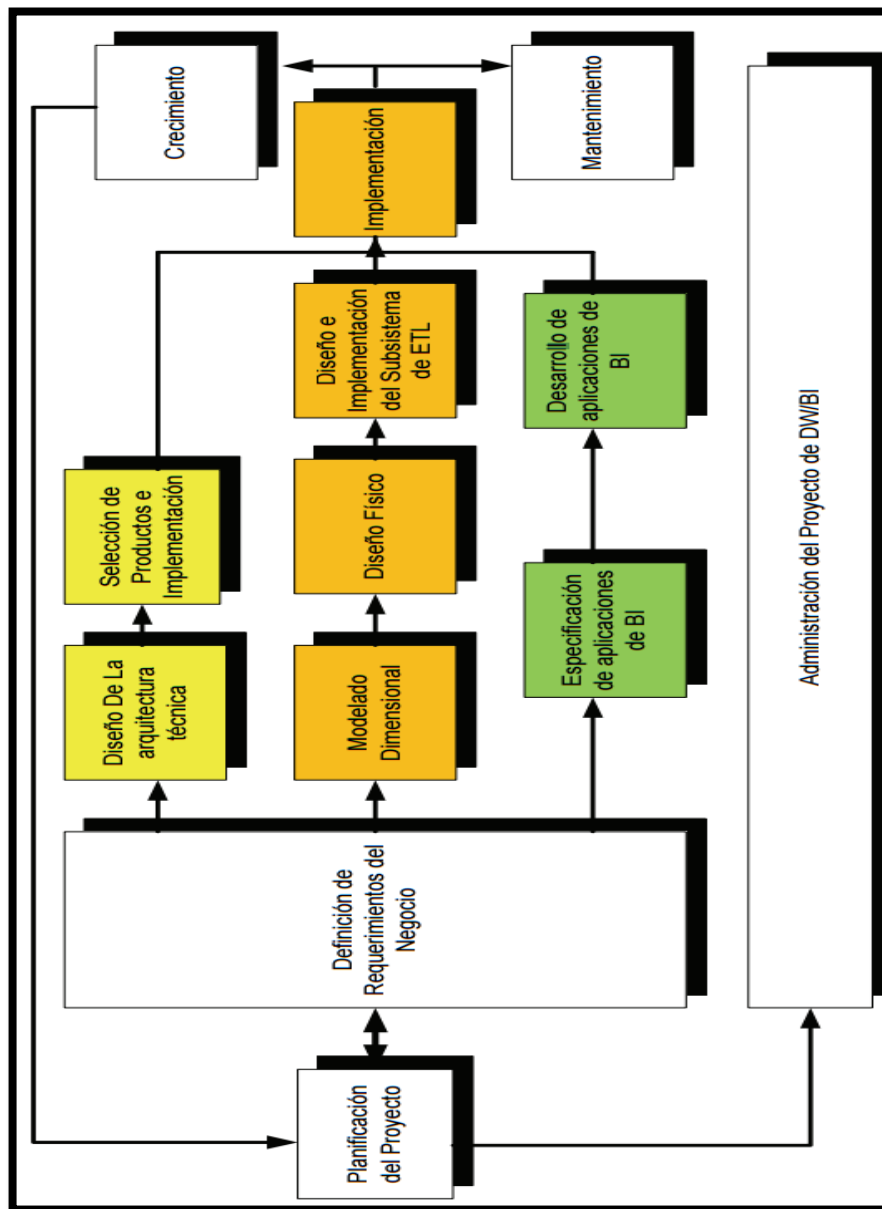 Planificación
del Proyecto
Definición de
Requerimientos del
Negocio
Diseño De La
arquitectura
técnica
Selección de
Productos e
Implementación
Modelado
Dimensional
Diseño Físico
Diseño e
Implementación
del Subsistema
de ETL
Implementación
Especificación
de aplicaciones
de BI
Desarrollo de
aplicaciones de
BI
Crecimiento
Mantenimiento
Administración del Proyecto de DW/BI